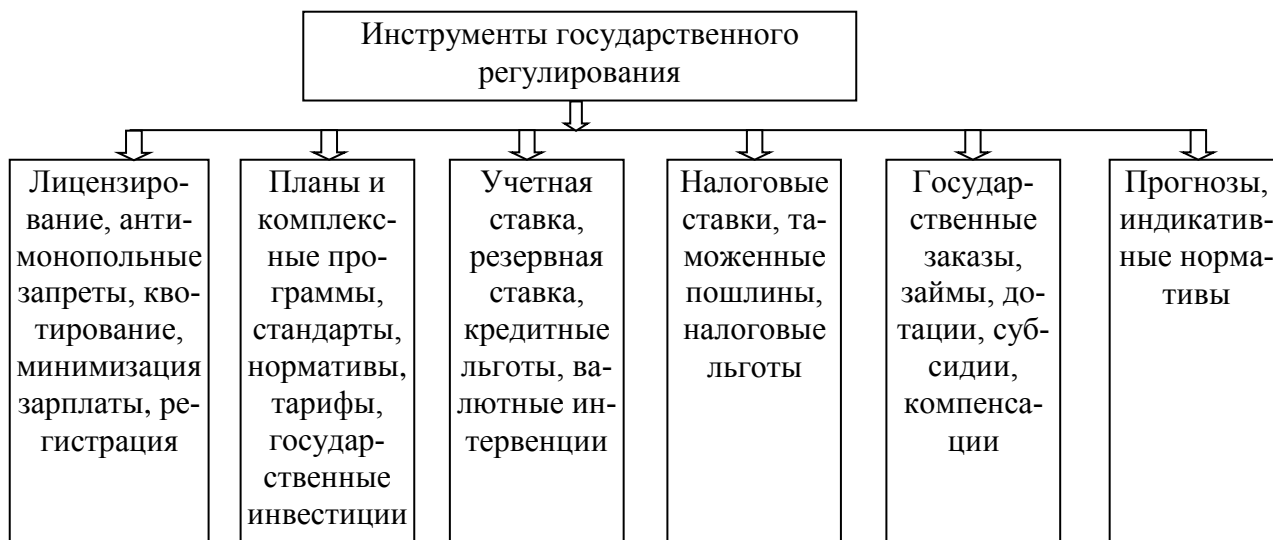 Инструменты государственного
регулирования
Лицензиро-
вание, анти-
монопольные
запреты, кво-
тирование,
минимизация
зарплаты, ре-
гистрация
Планы и
комплекс-
ные про-
граммы,
стандарты,
нормативы,
тарифы,
государ-
ственные
инвестиции
Учетная
ставка,
резервная
ставка,
кредитные
льготы, ва-
лютные ин-
тервенции
Налоговые
ставки, та-
моженные
пошлины,
налоговые
льготы
Государ-
ственные
заказы,
займы, до-
тации, суб-
сидии,
компенса-
ции
Прогнозы,
индикатив-
ные норма-
тивы